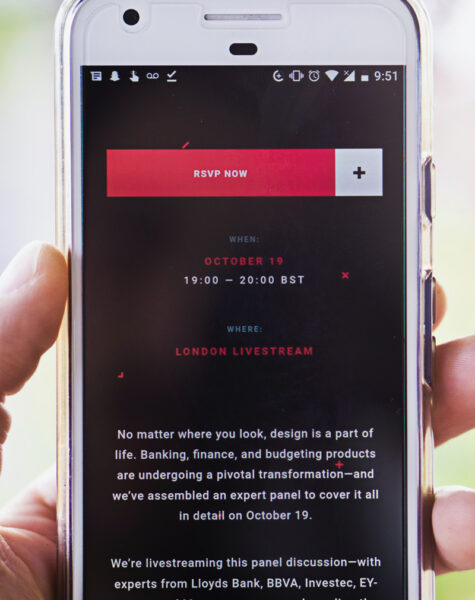 9:51
RSVP NOW
+
WHEN:
OCTOBER 19
19:00 — 20:00 BST
WHERE:
LONDON LIVESTREAM
No matter where you look, design is a part of
life. Banking, finance, and budgeting products
are undergoing a pivotal transformation—and
we’ve assembled an expert panel to cover it all
in detail on October 19.
We’re livestreaming this panel discussion—with
experts from Lloyds Bank, BBVA, Investec, EY-